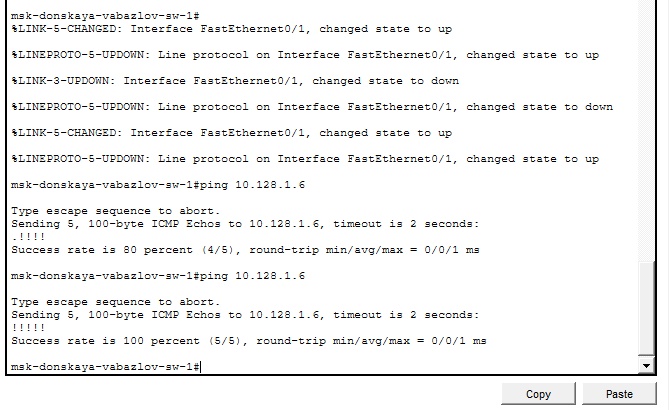 msk-donskaya-vabazlov-sw-1#
%LINK-5-CHANGED: Interface FastEthernet0/1, changed state to up
%LINEPROTO-5-UPDOWN: Line protocol on Interface FastEthernet0/1, changed state to up
%LINK-3-UPDOWN: Interface FastEthernet0/1, changed state to down
%LINEPROTO-5-UPDOWN: Line protocol on Interface FastEthernet0/1, changed state to down
%LINK-5-CHANGED: Interface FastEthernet0/1, changed state to up
%LINEPROTO-5-UPDOWN: Line protocol on Interface FastEthernet0/1, changed state to up
msk-donskaya-vabazlov-sw-1#ping 10.128.1.6
Type escape sequence to abort.
Sending 5, 100-byte ICMP Echos to 10.128.1.6, timeout is 2 seconds:
.!!!!
Success rate is 80 percent (4/5), round-trip min/avg/max = 0/0/1 ms
msk-donskaya-vabazlov-sw-1#ping 10.128.1.6
Type escape sequence to abort.
Sending 5, 100-byte ICMP Echos to 10.128.1.6, timeout is 2 seconds:
!!!!!
Success rate is 100 percent (5/5), round-trip min/avg/max = 0/0/1 ms
msk-donskaya-vabazlov-sw-1#
Copy Paste